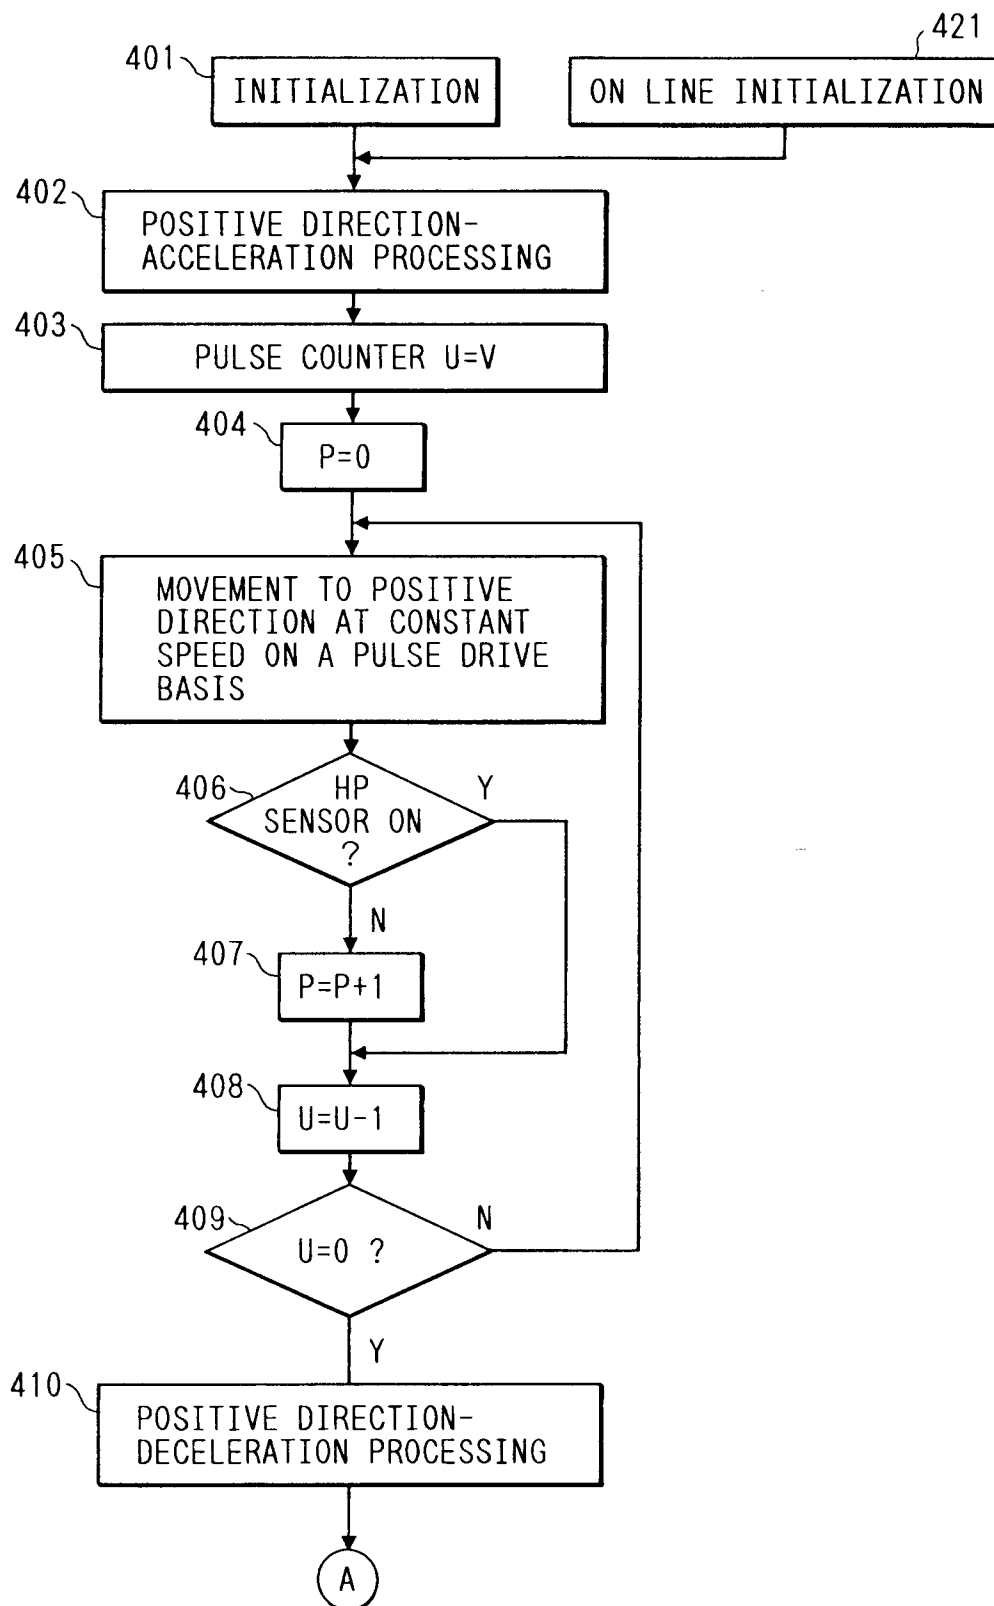 401
INITIALIZATION
421
ON LINE INITIALIZATION
402
POSITIVE DIRECTION-
ACCELERATION PROCESSING
403
PULSE COUNTER U=V
404
P=0
405
MOVEMENT TO POSITIVE
DIRECTION AT CONSTANT
SPEED ON A PULSE DRIVE
BASIS
406
HP
SENSOR ON
?
Y
N
407
P=P+1
408
U=U-1
409
U=0 ?
N
Y
410
POSITIVE DIRECTION-
DECELERATION PROCESSING
A